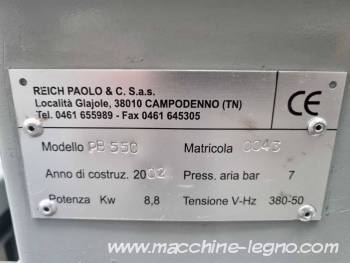 REICH PAOLO & C. S.a.s.
Località Glajole, 38010 CAMPODENNO (TN)
Tel. 0461 655989 - Fax 0461 645305
CE
Modello PB 550 Matricola 0043
Anno di costruz. 2002 Press. aria bar 7
Potenza Kw 8,8 Tensione V-Hz 380-50
www.macchine-legno.com